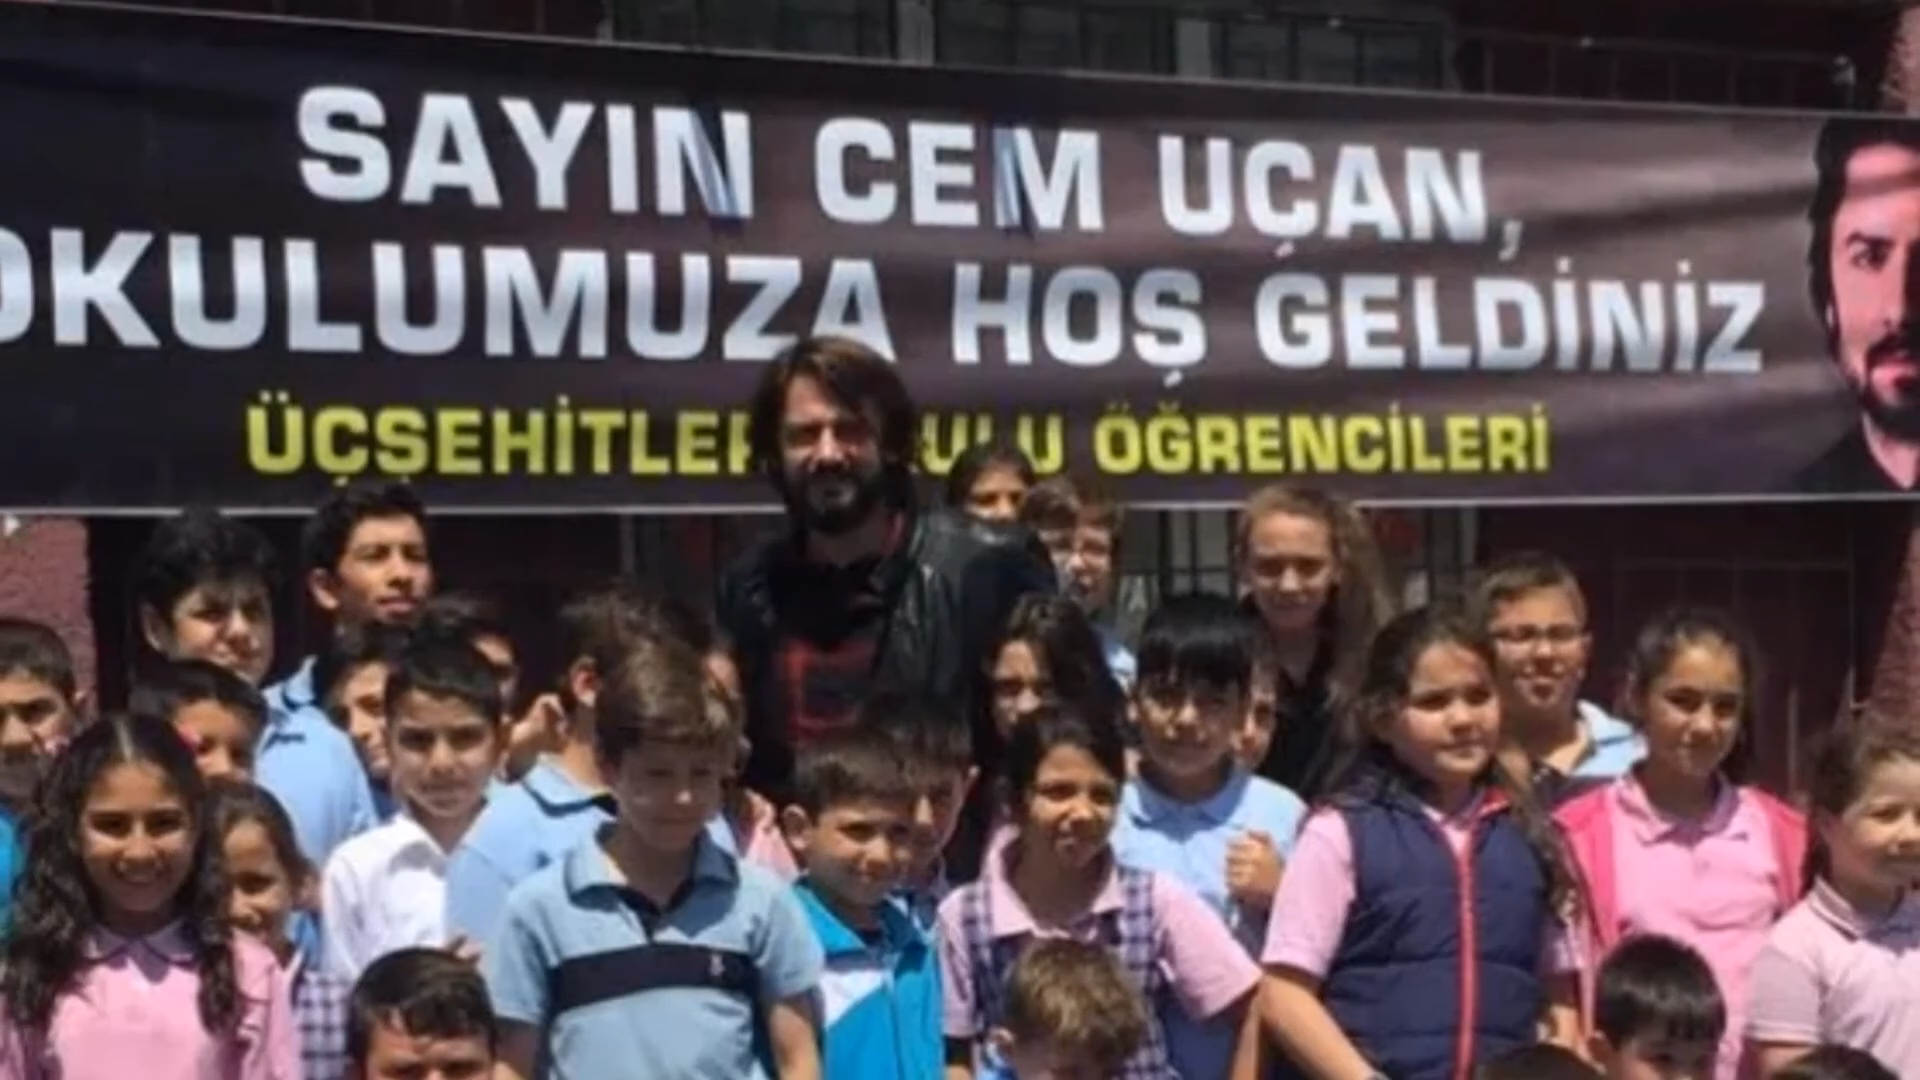 SAYIN CEM UÇAN,
OKULUMUZA HOŞ GELDİNİZ
ÜÇŞEHİTLER ÖĞRENCİLERİ